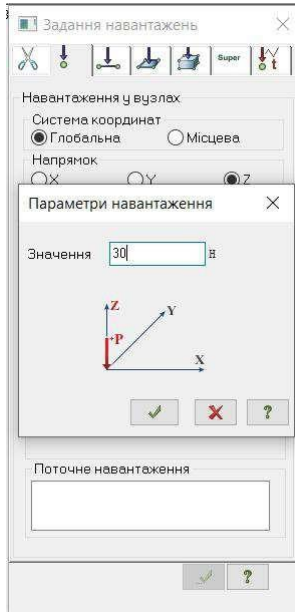 Задання навантажень
Super
Навантаження у вузлах
Система координат
Глобальна Місцева
Напрямок
X Y Z
Параметри навантаження
Значення 30 н
Z
Y
+P
X
?
Поточне навантаження
?